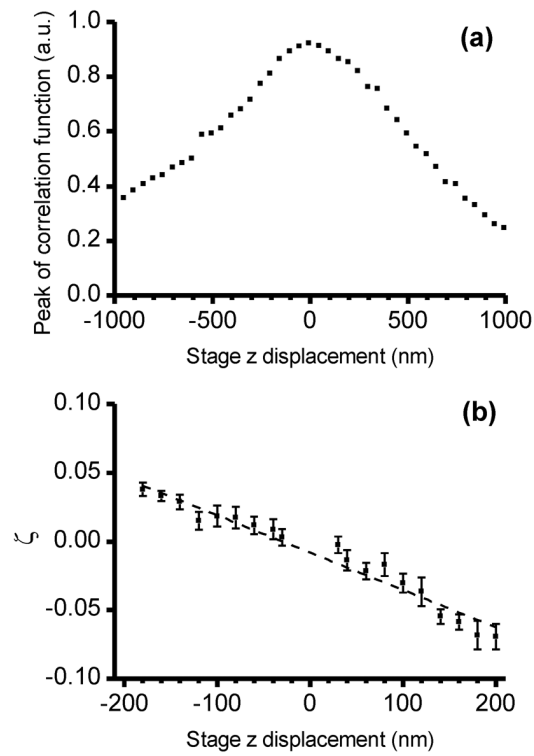 (a)
Peak of correlation function (a.u.)
1.0
0.8
0.6
0.4
0.2
0.0
-1000 -500 0 500 1000
Stage z displacement (nm)
(b)
ζ
0.10
0.05
0.00
-0.05
-0.10
-200 -100 0 100 200
Stage z displacement (nm)